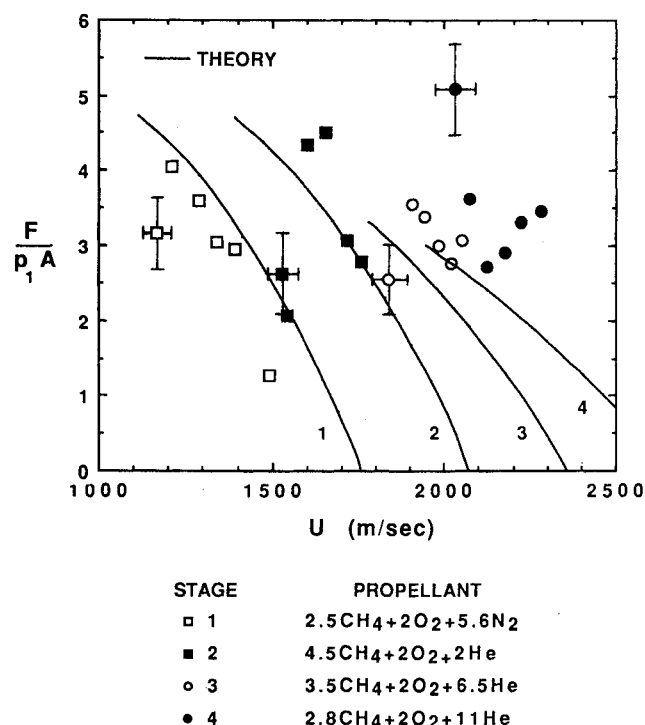 6
THEORY
5
4
F
p₁A
3
2
1
4
1 2 3
0
1000 1500 2000 2500
U (m/sec)
STAGE PROPELLANT
□ 1 2.5CH₄+2O₂+5.6N₂
■ 2 4.5CH₄+2O₂+2He
○ 3 3.5CH₄+2O₂+6.5He
● 4 2.8CH₄+2O₂+11He